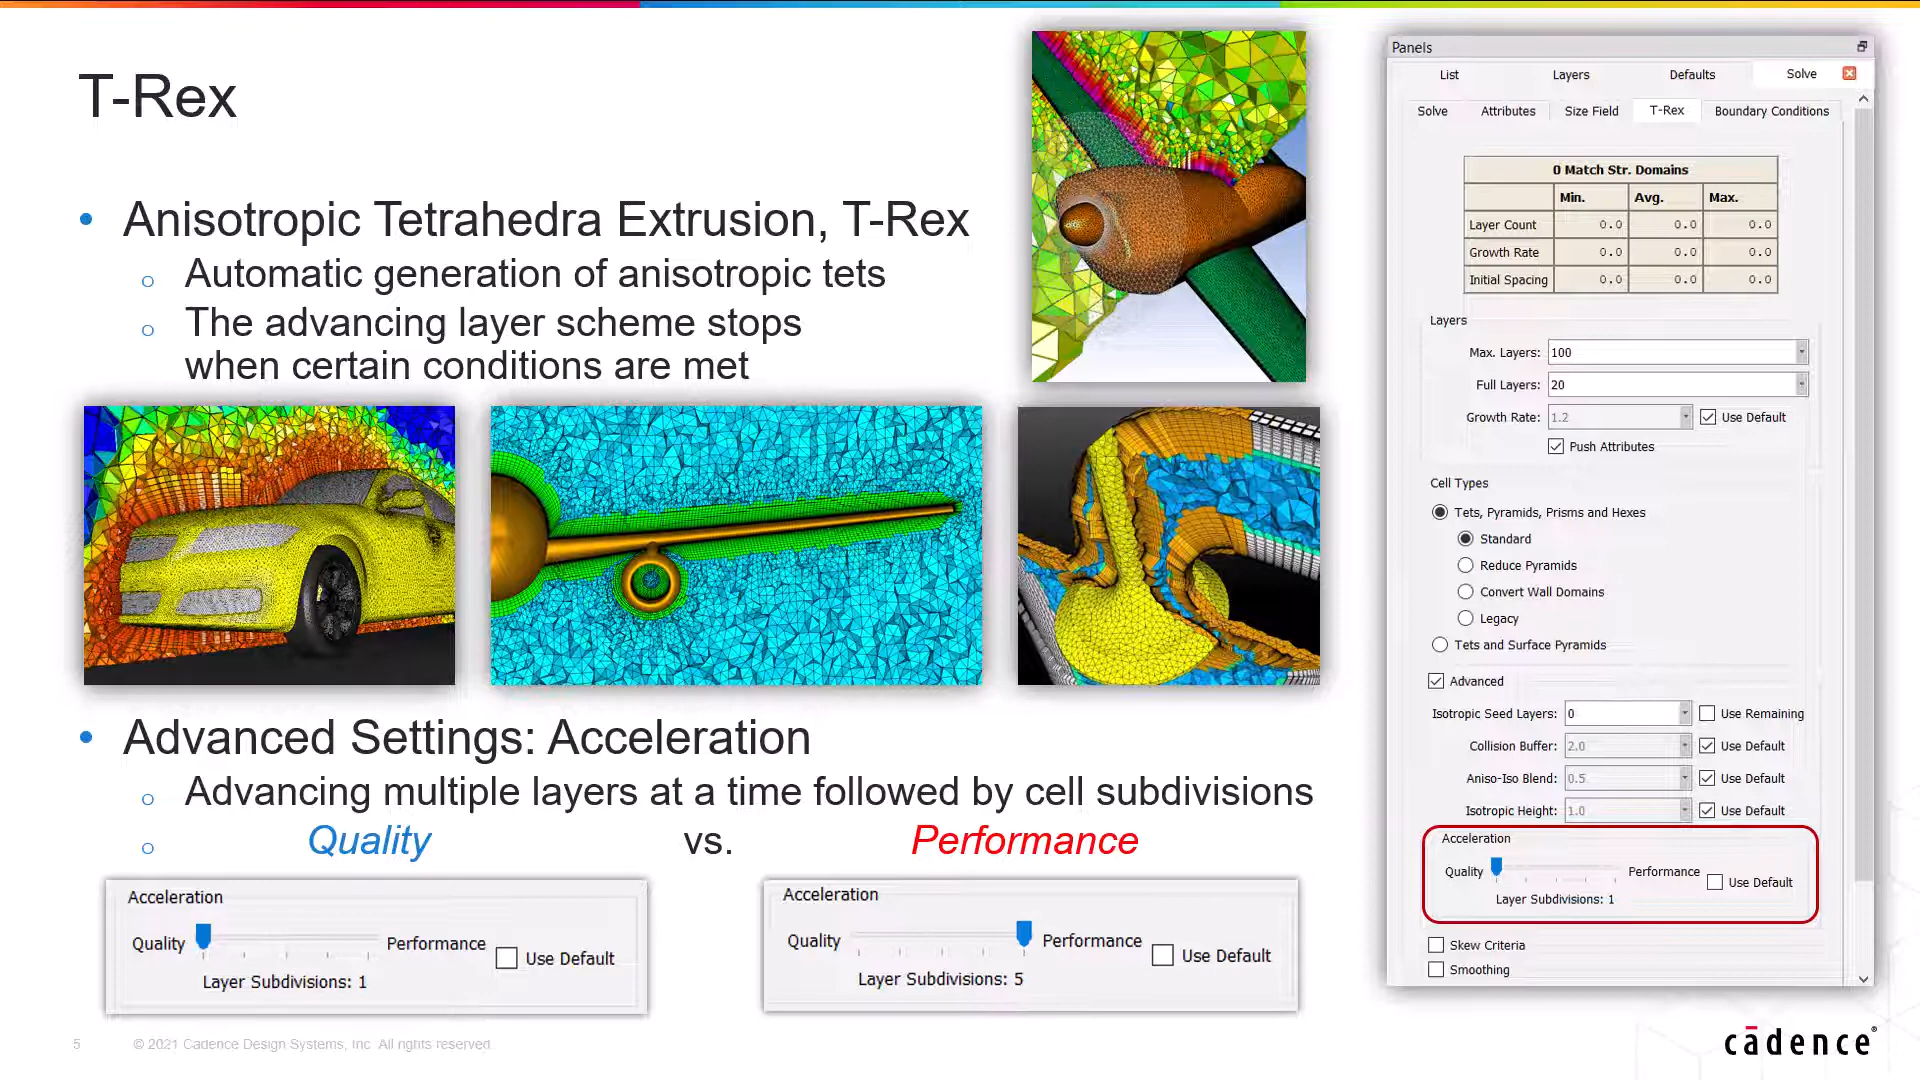 T-Rex
• Anisotropic Tetrahedra Extrusion, T-Rex
o Automatic generation of anisotropic tets
o The advancing layer scheme stops
when certain conditions are met
• Advanced Settings: Acceleration
o Advancing multiple layers at a time followed by cell subdivisions
o Quality vs. Performance
Acceleration
Quality Performance
Use Default
Layer Subdivisions: 1
Acceleration
Quality Performance
Use Default
Layer Subdivisions: 5
Panels
List Layers Defaults Solve
Solve Attributes Size Field T-Rex Boundary Conditions
0 Match Str. Domains
Min. Avg. Max.
Layer Count 0.0 0.0 0.0
Growth Rate 0.0 0.0 0.0
Initial Spacing 0.0 0.0 0.0
Layers
Max. Layers: 100
Full Layers: 20
Growth Rate: 1.2 Use Default
Push Attributes
Cell Types
Tets, Pyramids, Prisms and Hexes
Standard
Reduce Pyramids
Convert Wall Domains
Legacy
Tets and Surface Pyramids
Advanced
Isotropic Seed Layers: 0 Use Remaining
Collision Buffer: 2.0 Use Default
Aniso-Iso Blend: 0.5 Use Default
Isotropic Height: 1.0 Use Default
Acceleration
Quality Performance
Use Default
Layer Subdivisions: 1
Skew Criteria
Smoothing
5 © 2021 Cadence Design Systems, Inc. All rights reserved.
cādence®